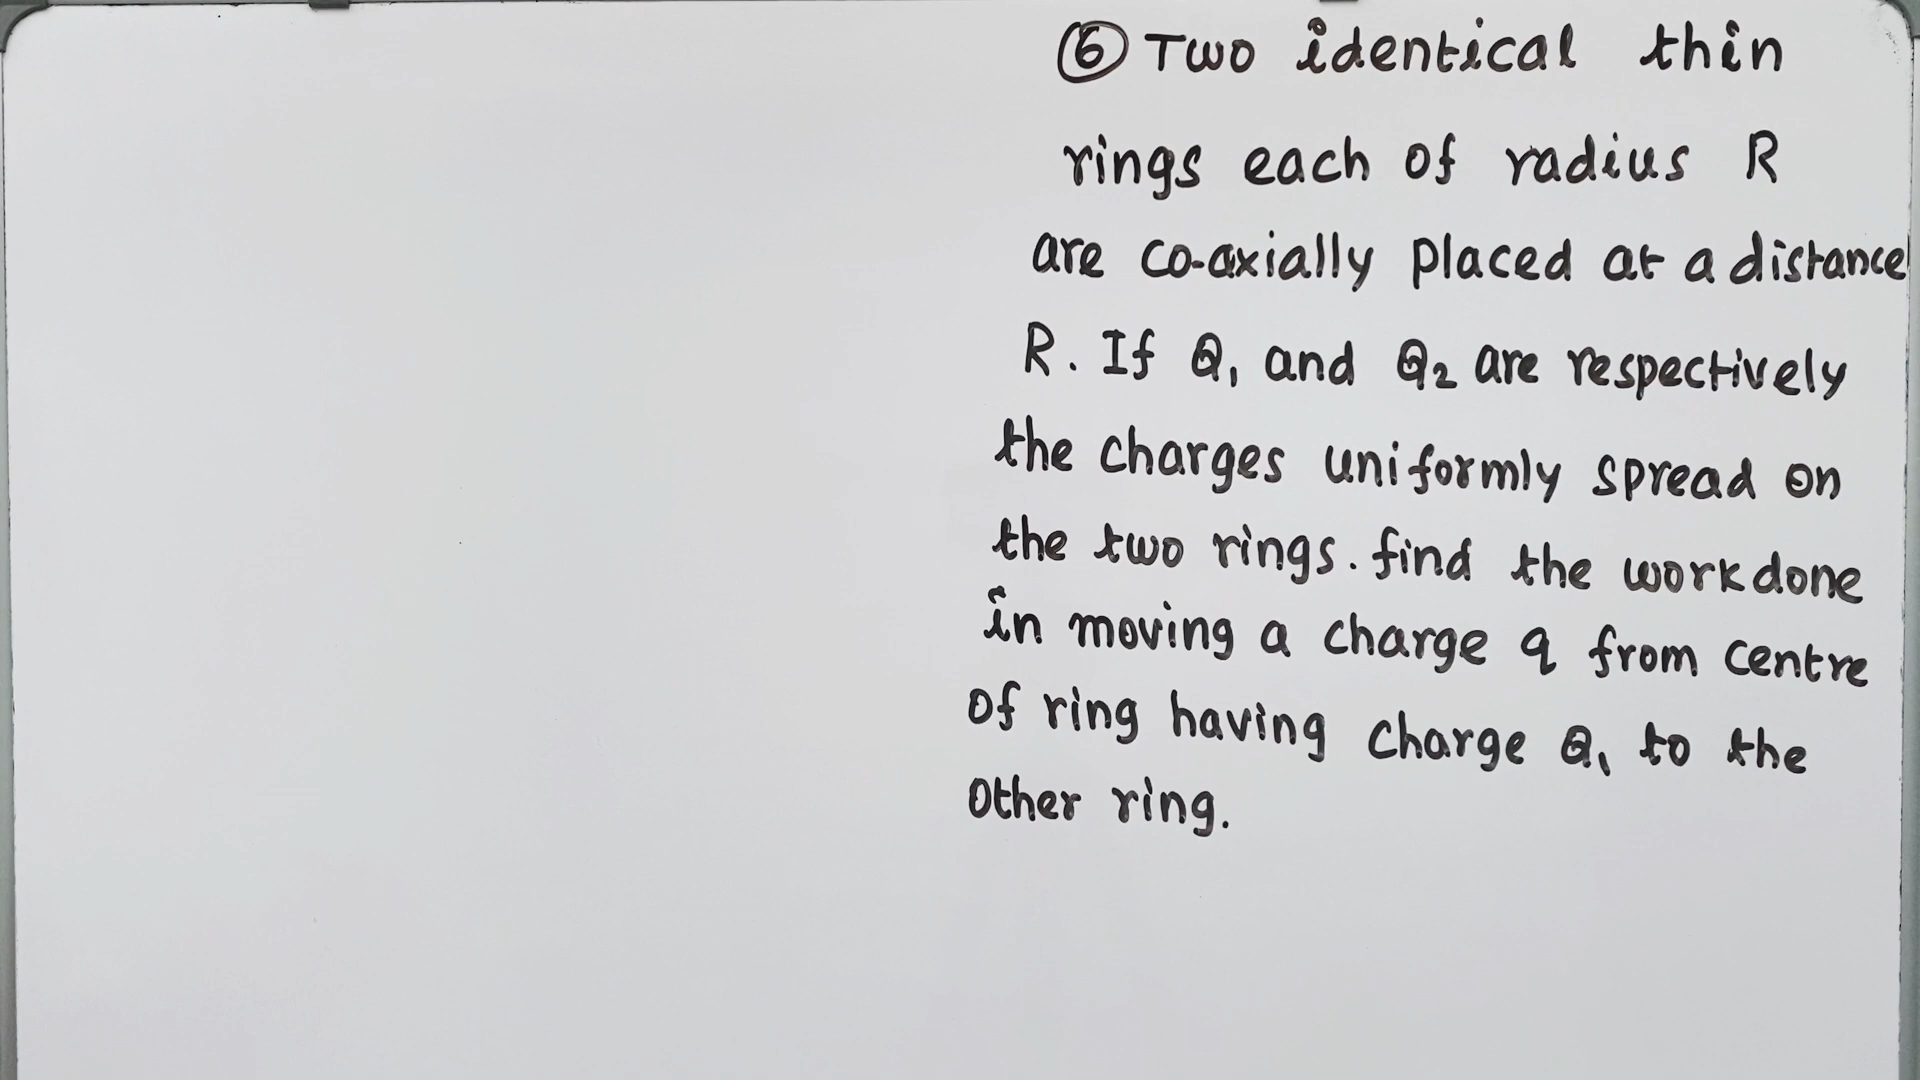 ⑥ Two identical thin
rings each of radius R
are co-axially placed at a distance
R. If Q₁ and Q₂ are respectively
the charges uniformly spread on
the two rings. find the workdone
in moving a charge q from centre
of ring having charge Q₁ to the
other ring.